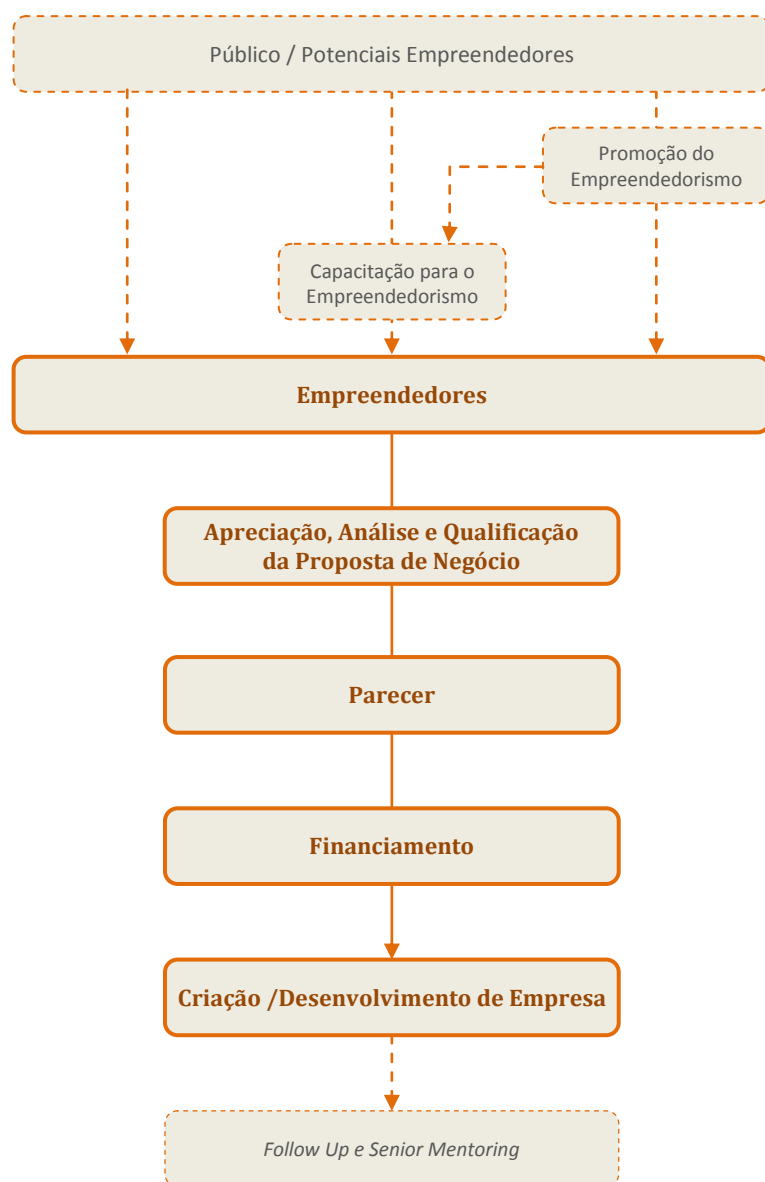 Público / Potenciais Empreendedores
Promoção do
Empreendedorismo
Capacitação para o
Empreendedorismo
Empreendedores
Apreciação, Análise e Qualificação
da Proposta de Negócio
Parecer
Financiamento
Criação /Desenvolvimento de Empresa
Follow Up e Senior Mentoring